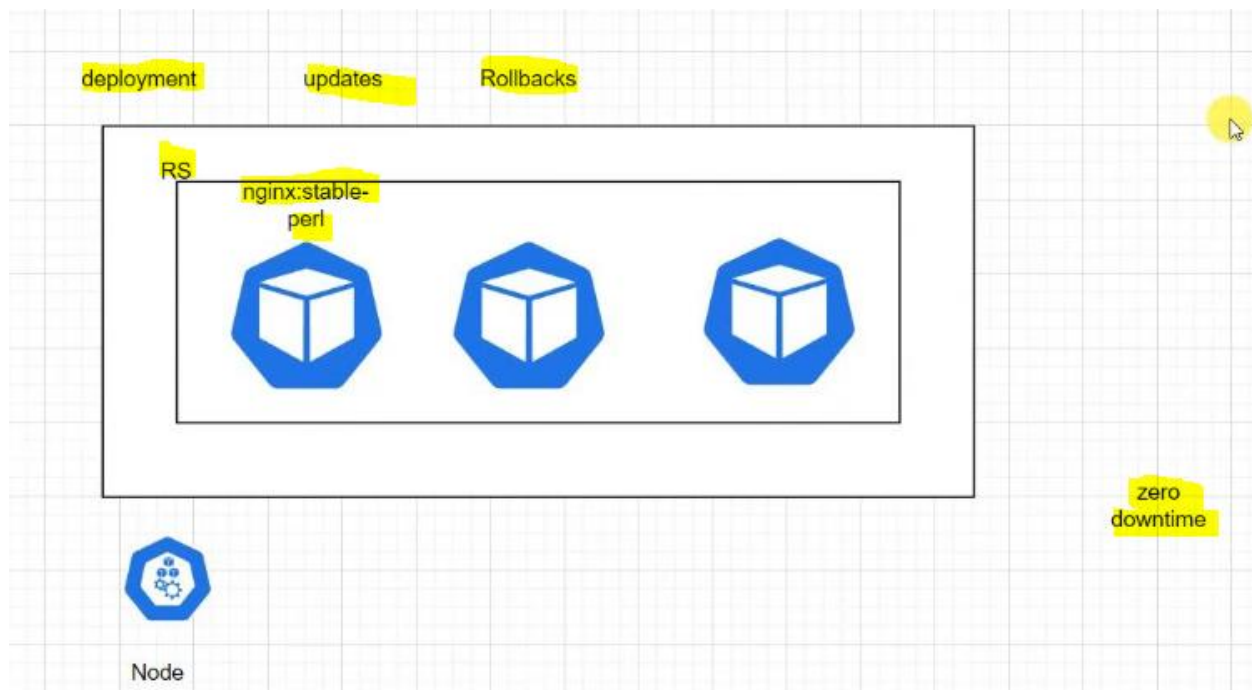 deployment updates Rollbacks
RS
nginx:stable-
perl
zero
downtime
Node